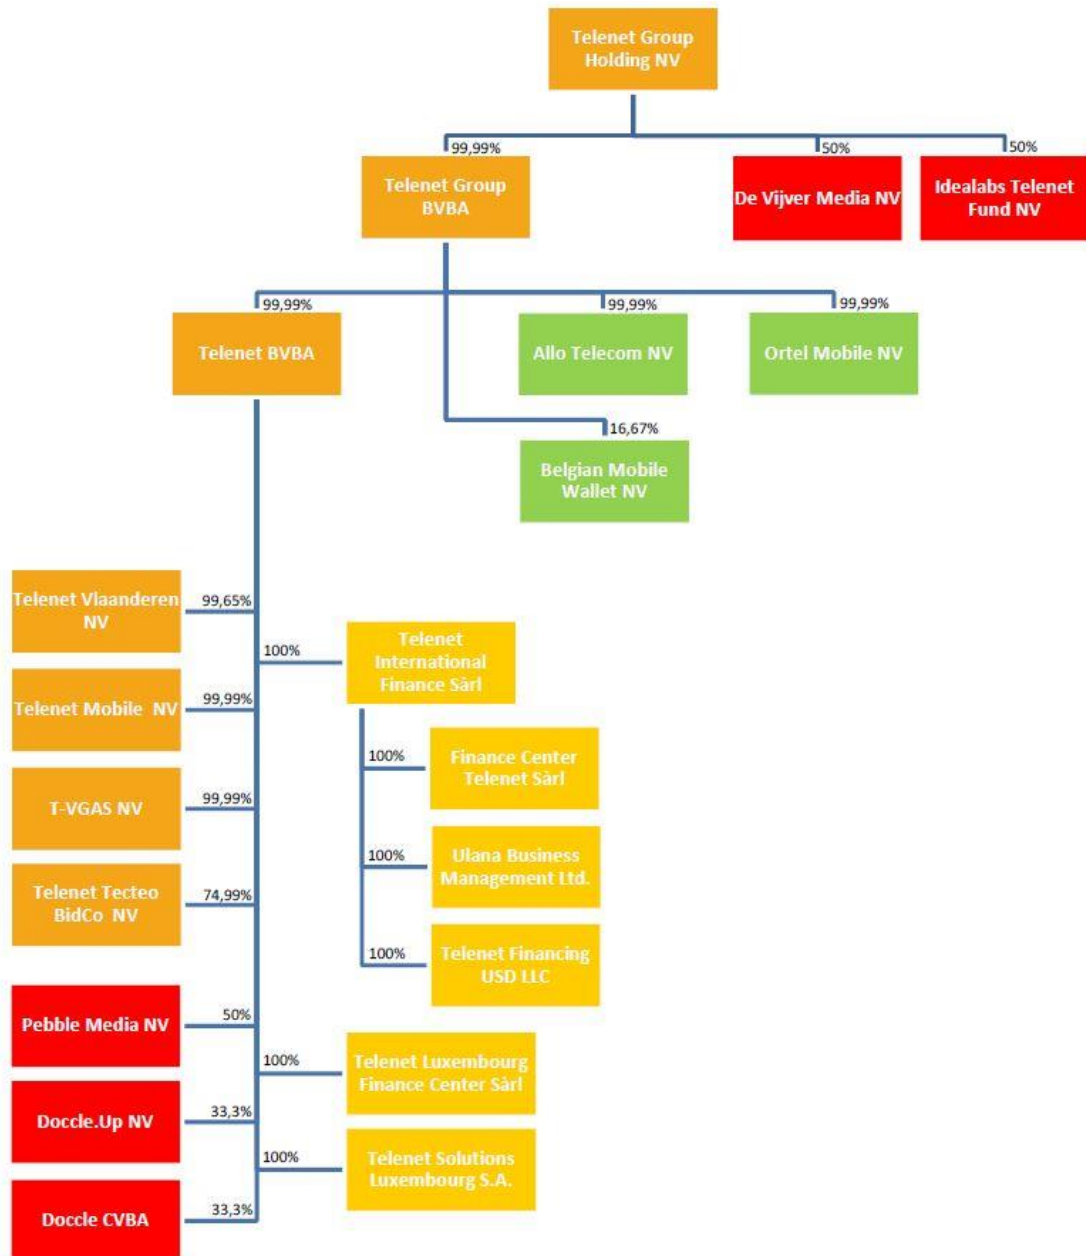 Telenet Group
Holding NV
99,99%
50%
50%
Telenet Group
BVBA
De Vijver Media NV
Idealabs Telenet
Fund NV
99,99%
99,99%
99,99%
Telenet BVBA
Allo Telecom NV
Ortel Mobile NV
16,67%
Belgian Mobile
Wallet NV
Telenet Vlaanderen
NV
99,65%
100%
Telenet
International
Finance Sàrl
Telenet Mobile NV
99,99%
100%
Finance Center
Telenet Sàrl
T-VGAS NV
99,99%
100%
Ulana Business
Management Ltd.
Telenet Tecteo
BidCo NV
74,99%
100%
Telenet Financing
USD LLC
Pebble Media NV
50%
100%
Telenet Luxembourg
Finance Center Sàrl
Doccle.Up NV
33,3%
100%
Telenet Solutions
Luxembourg S.A.
Doccle CVBA
33,3%